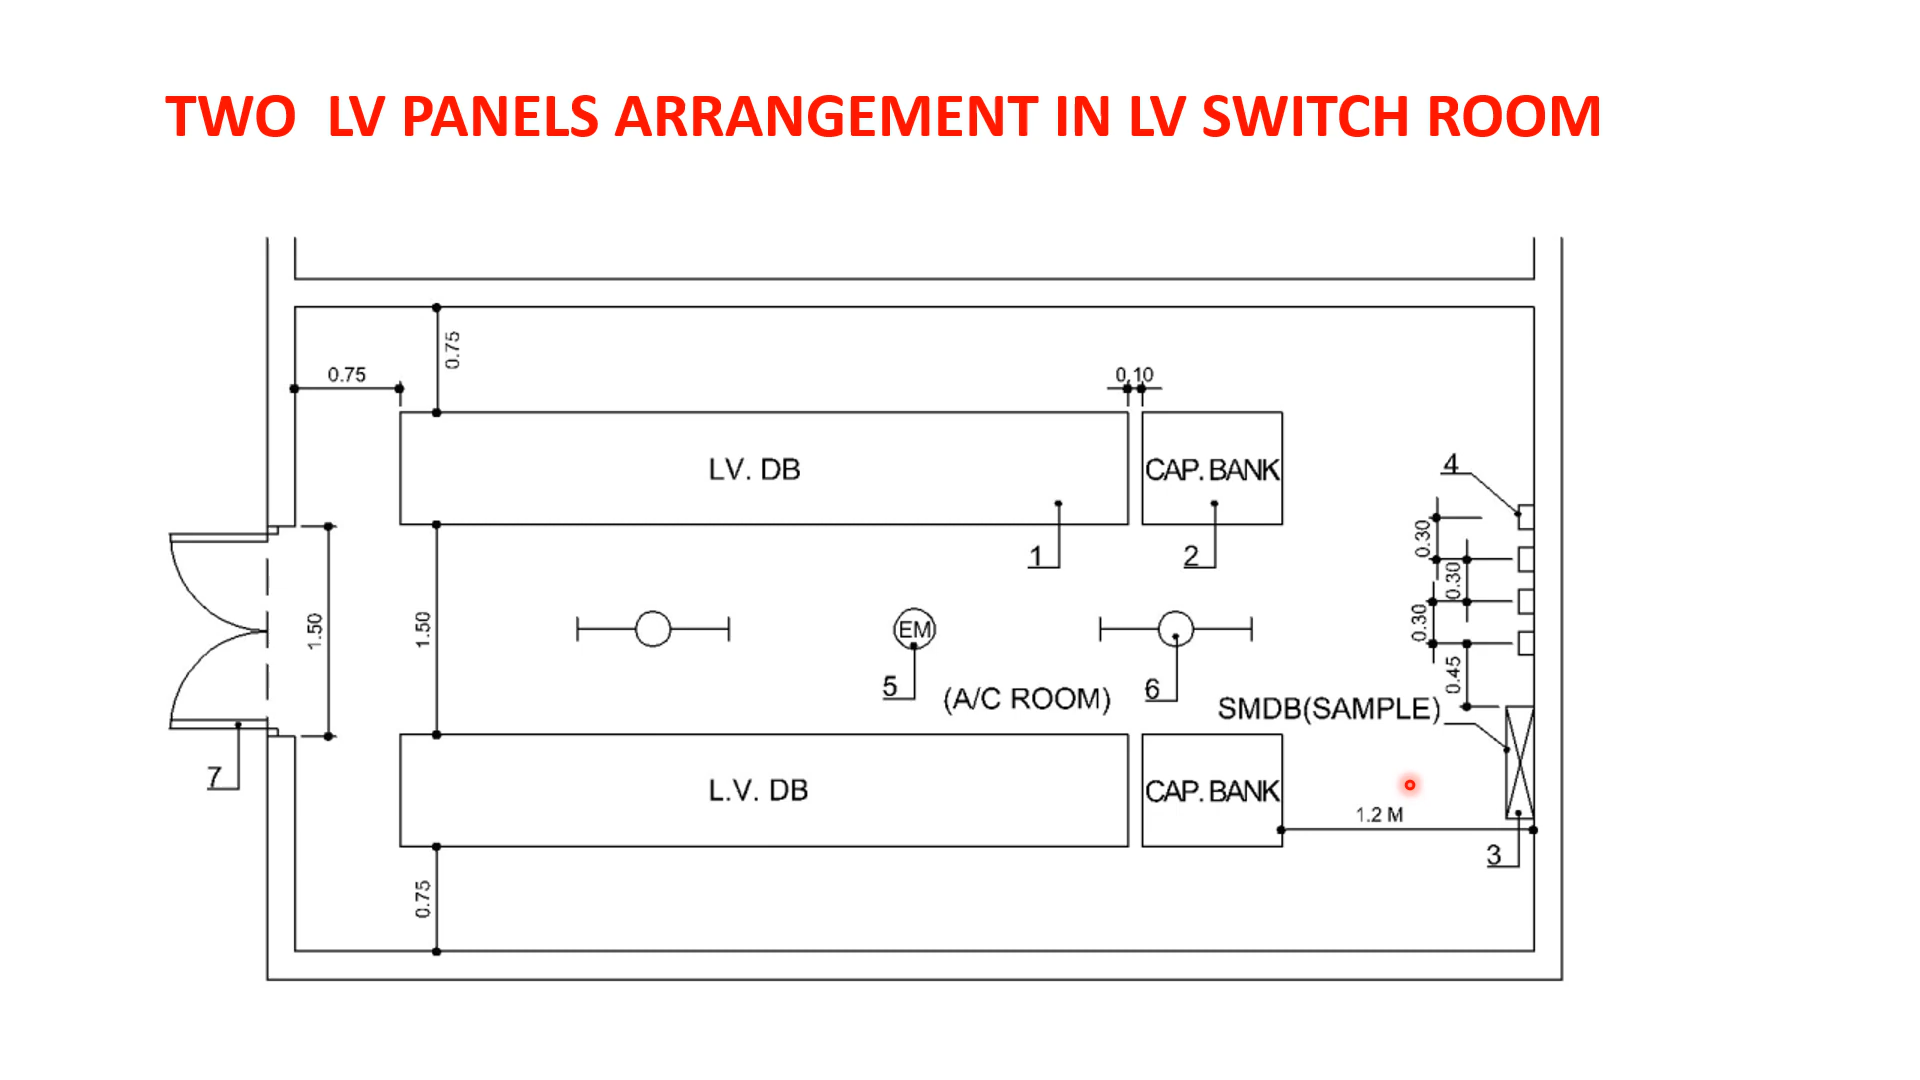 TWO LV PANELS ARRANGEMENT IN LV SWITCH ROOM
0.75
0.75
0.10
LV. DB
CAP. BANK
4
1
2
0.30
0.30
0.30
1.50
1.50
EM
5
(A/C ROOM)
6
0.45
SMDB(SAMPLE)
7
L.V. DB
CAP. BANK
1.2 M
3
0.75